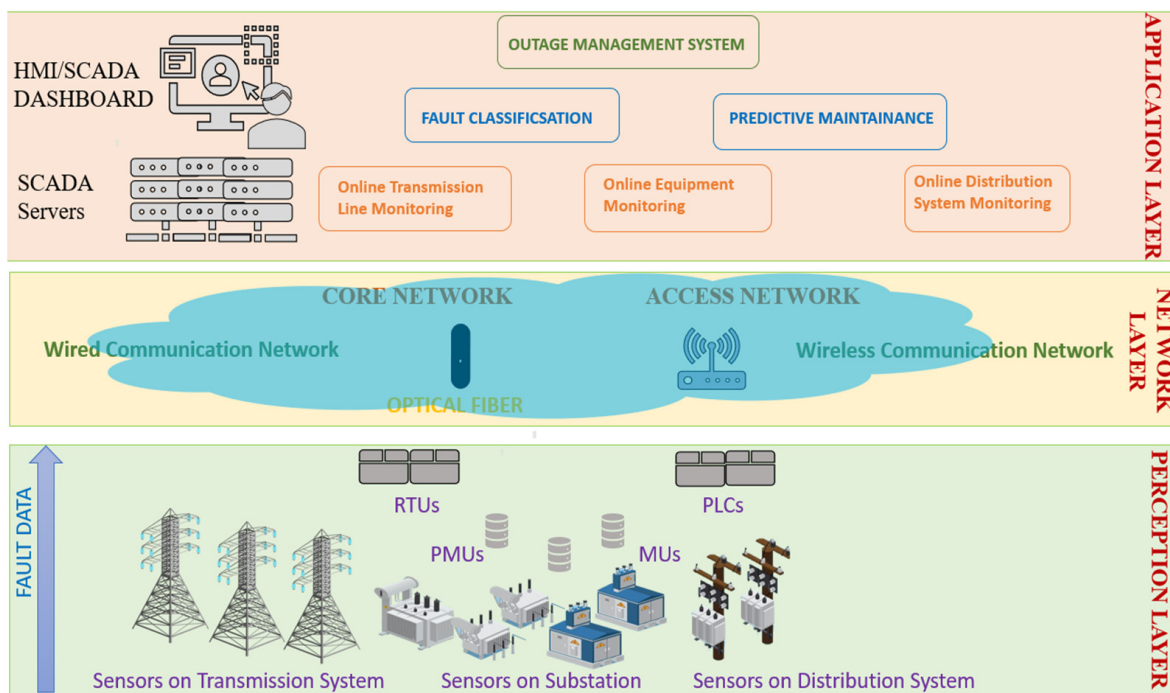 HMI/SCADA
DASHBOARD
OUTAGE MANAGEMENT SYSTEM
FAULT CLASSIFICSATION
PREDICTIVE MAINTAINANCE
SCADA
Servers
Online Transmission
Line Monitoring
Online Equipment
Monitoring
Online Distribution
System Monitoring
APPLICATION LAYER
CORE NETWORK
ACCESS NETWORK
Wired Communication Network
Wireless Communication Network
OPTICAL FIBER
NETWORK
LAYER
FAULT DATA
RTUs
PLCs
PMUs
MUs
Sensors on Transmission System
Sensors on Substation
Sensors on Distribution System
PERCEPTION LAYER